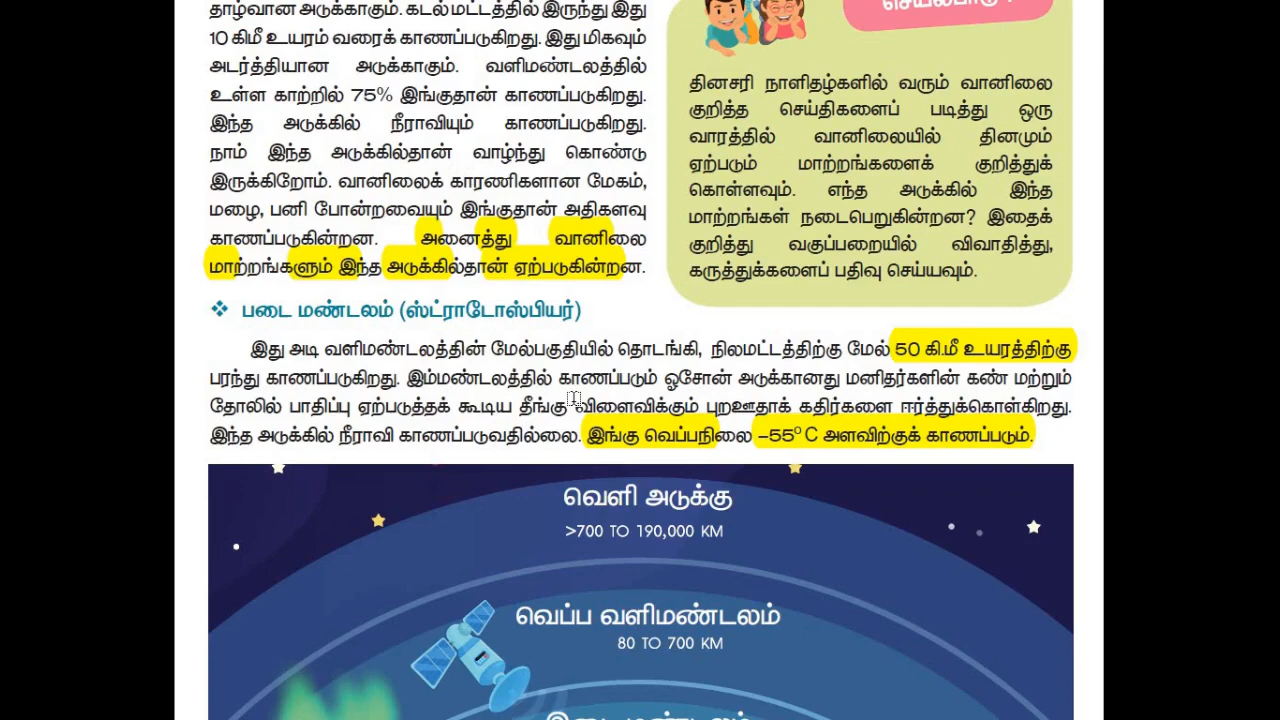 தாழ்வான அடுக்காகும். கடல் மட்டத்தில் இருந்து இது
10 கிமீ உயரம் வரைக் காணப்படுகிறது. இது மிகவும்
அடர்த்தியான அடுக்காகும். வளிமண்டலத்தில்
உள்ள காற்றில் 75% இங்குதான் காணப்படுகிறது.
இந்த அடுக்கில் நீராவியும் காணப்படுகிறது.
நாம் இந்த அடுக்கில்தான் வாழ்ந்து கொண்டு
இருக்கிறோம். வானிலைக் காரணிகளான மேகம்,
மழை, பனி போன்றவையும் இங்குதான் அதிகளவு
காணப்படுகின்றன. அனைத்து வானிலை
மாற்றங்களும் இந்த அடுக்கில்தான் ஏற்படுகின்றன.
செயல்பாடு
தினசரி நாளிதழ்களில் வரும் வானிலை
குறித்த செய்திகளைப் படித்து ஒரு
வாரத்தில் வானிலையில் தினமும்
ஏற்படும் மாற்றங்களைக் குறித்துக்
கொள்ளவும். எந்த அடுக்கில் இந்த
மாற்றங்கள் நடைபெறுகின்றன? இதைக்
குறித்து வகுப்பறையில் விவாதித்து,
கருத்துக்களைப் பதிவு செய்யவும்.
❖ படை மண்டலம் (ஸ்ட்ராடோஸ்பியர்)
இது அடி வளிமண்டலத்தின் மேல்பகுதியில் தொடங்கி, நிலமட்டத்திற்கு மேல் 50 கி.மீ உயரத்திற்கு
பரந்து காணப்படுகிறது. இம்மண்டலத்தில் காணப்படும் ஓசோன் அடுக்கானது மனிதர்களின் கண் மற்றும்
தோலில் பாதிப்பு ஏற்படுத்தக் கூடிய தீங்கு விளைவிக்கும் புறஊதாக் கதிர்களை ஈர்த்துக்கொள்கிறது.
இந்த அடுக்கில் நீராவி காணப்படுவதில்லை. இங்கு வெப்பநிலை –55° C அளவிற்குக் காணப்படும்.
வெளி அடுக்கு
>700 TO 190,000 KM
வெப்ப வளிமண்டலம்
80 TO 700 KM
இடை மண்டலம்